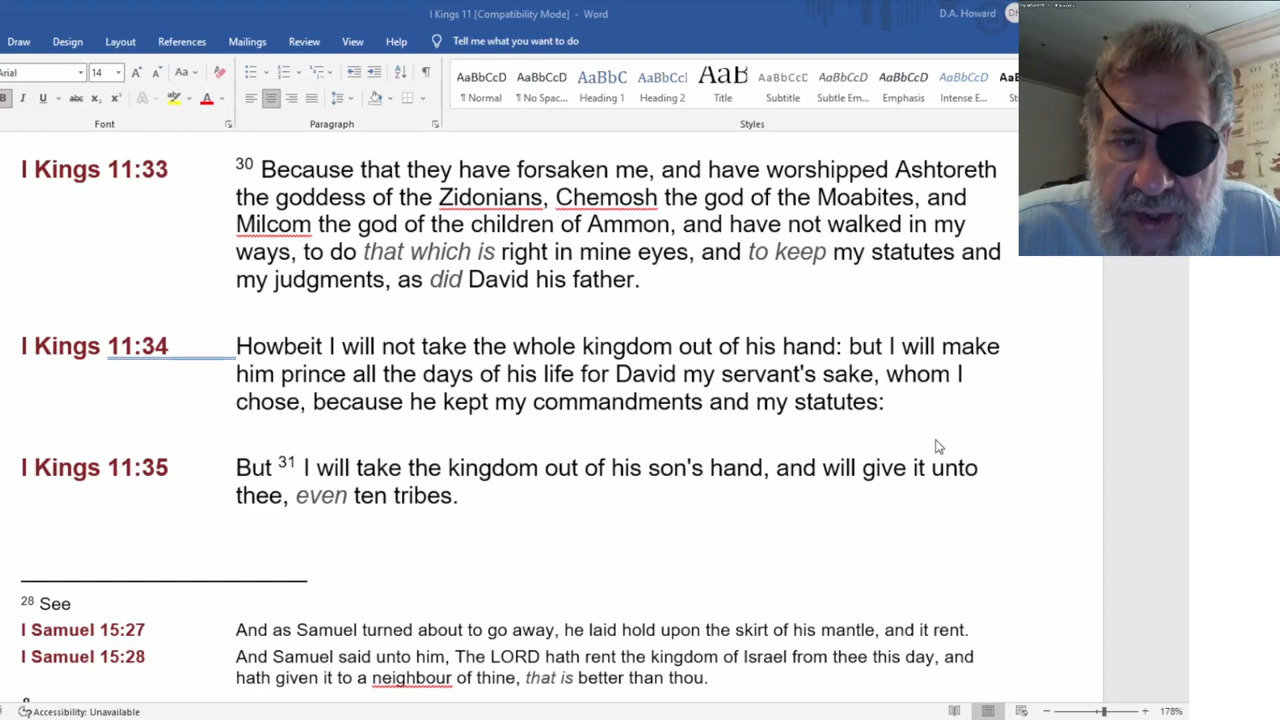 I Kings 11 [Compatibility Mode] - Word
D.A. Howard
Draw Design Layout References Mailings Review View Help Tell me what you want to do
Arial 14 Aa
B I U abc x₂ x² A A
AaBbCcD AaBbCcD AaBbC AaBbCcl AaB AaBbCcD AaBbCcD AaBbCcD AaBbCcD
¶ Normal ¶ No Spac... Heading 1 Heading 2 Title Subtitle Subtle Em... Emphasis Intense E...
Font Paragraph Styles
I Kings 11:33 30 Because that they have forsaken me, and have worshipped Ashtoreth
the goddess of the Zidonians, Chemosh the god of the Moabites, and
Milcom the god of the children of Ammon, and have not walked in my
ways, to do that which is right in mine eyes, and to keep my statutes and
my judgments, as did David his father.
I Kings 11:34 Howbeit I will not take the whole kingdom out of his hand: but I will make
him prince all the days of his life for David my servant's sake, whom I
chose, because he kept my commandments and my statutes:
I Kings 11:35 But 31 I will take the kingdom out of his son's hand, and will give it unto
thee, even ten tribes.
28 See
I Samuel 15:27 And as Samuel turned about to go away, he laid hold upon the skirt of his mantle, and it rent.
I Samuel 15:28 And Samuel said unto him, The LORD hath rent the kingdom of Israel from thee this day, and
hath given it to a neighbour of thine, that is better than thou.
Accessibility: Unavailable
178%